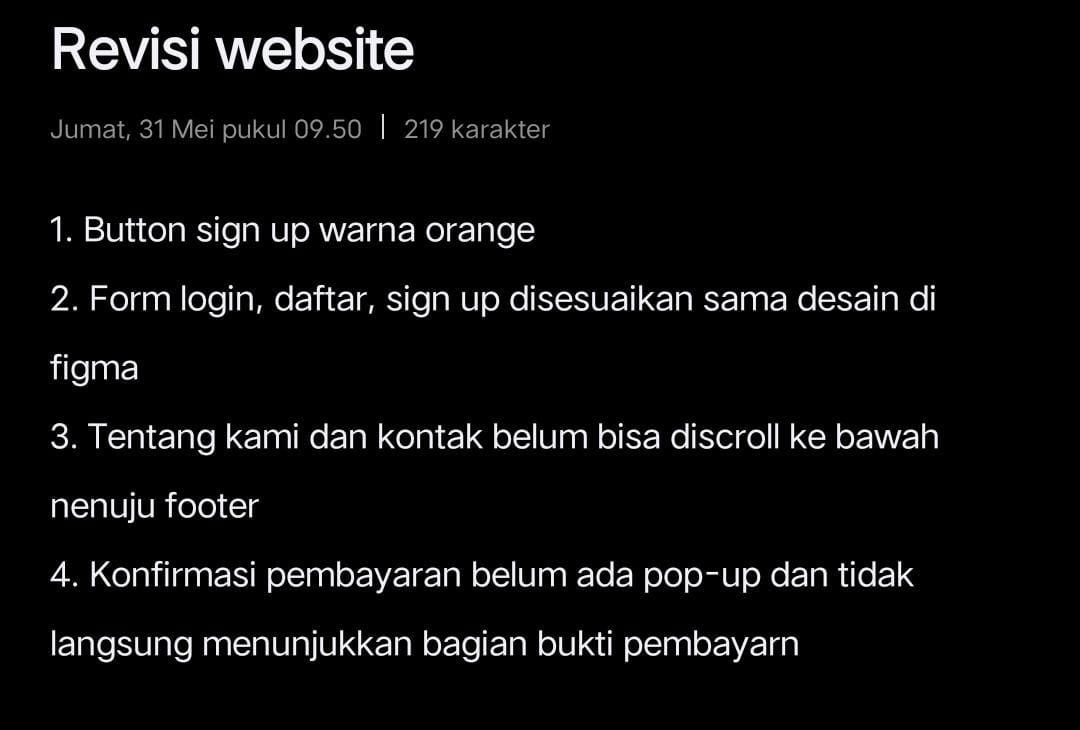 Revisi website
Jumat, 31 Mei pukul 09.50 | 219 karakter
1. Button sign up warna orange
2. Form login, daftar, sign up disesuaikan sama desain di
figma
3. Tentang kami dan kontak belum bisa discroll ke bawah
nenuju footer
4. Konfirmasi pembayaran belum ada pop-up dan tidak
langsung menunjukkan bagian bukti pembayarn